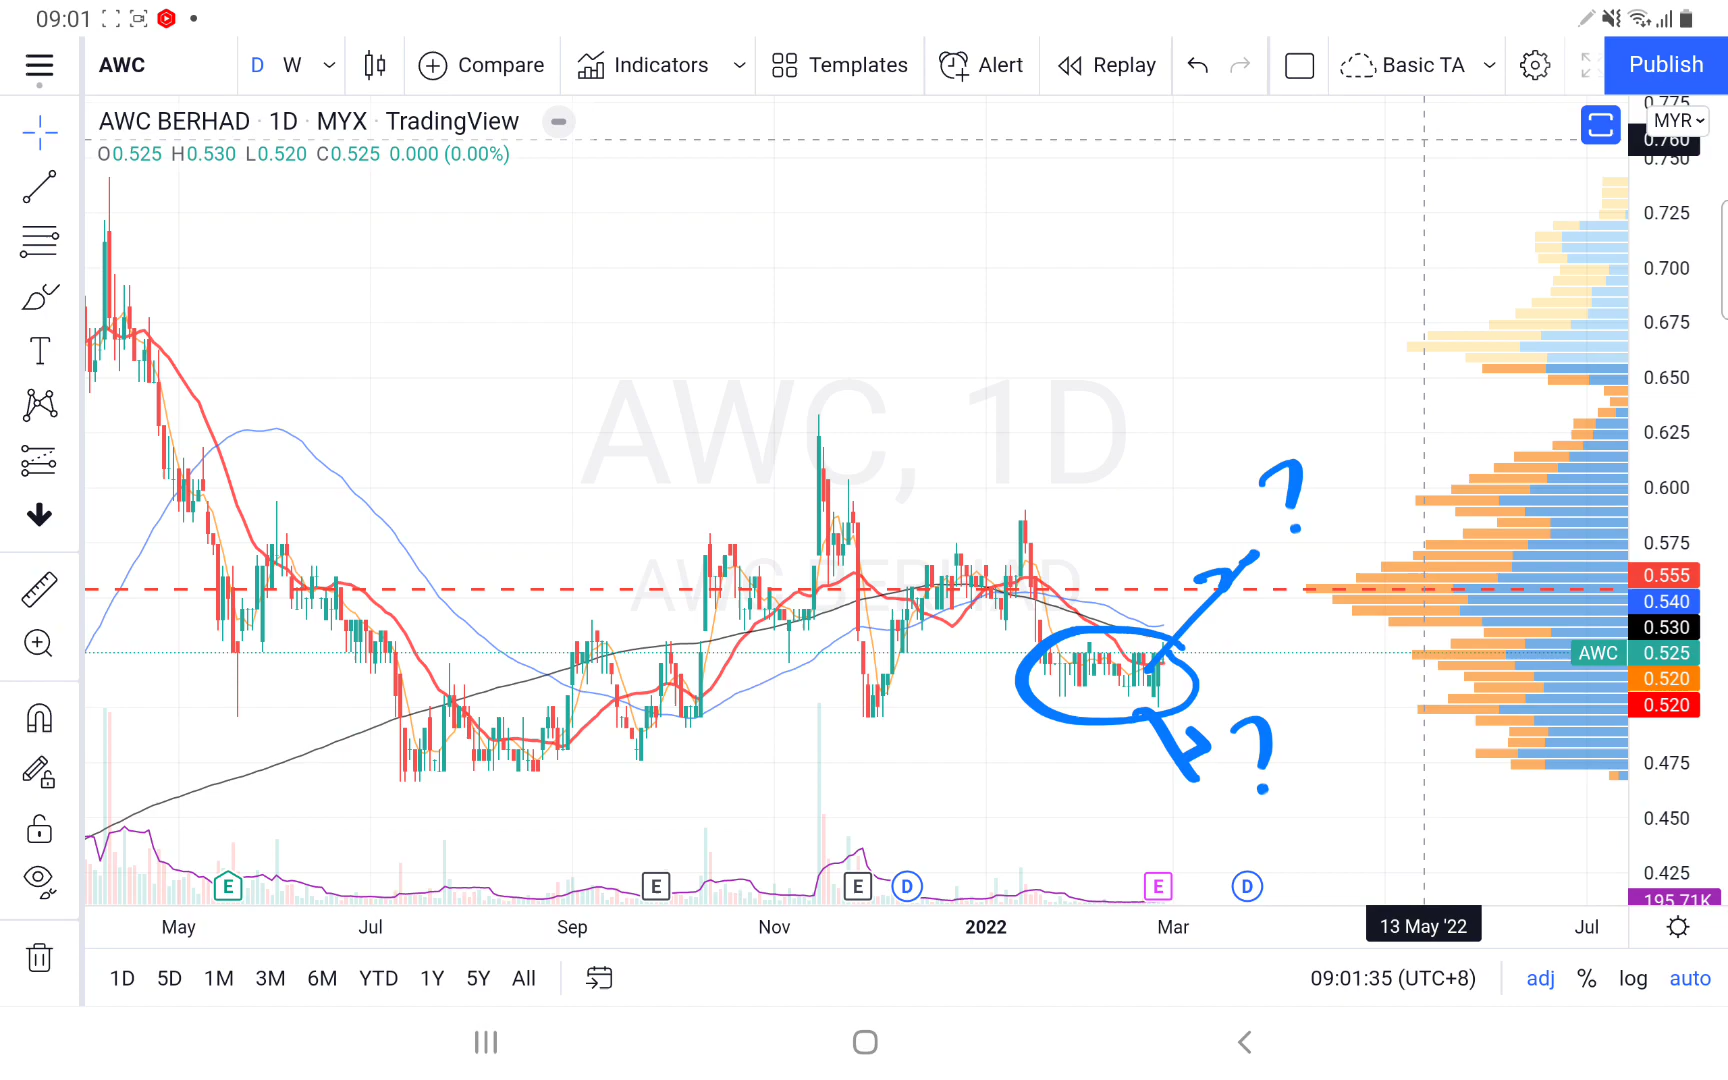 09:01
AWC D W Compare Indicators Templates Alert Replay Basic TA Publish
AWC BERHAD · 1D · MYX · TradingView
O0.525 H0.530 L0.520 C0.525 0.000 (0.00%)
MYR
0.775
0.760
0.750
0.725
0.700
0.675
0.650
0.625
0.600
0.575
0.555
0.540
0.530
AWC 0.525
0.520
0.520
0.475
0.450
0.425
195.71K
AWC, 1D
AWC BERHAD
?
?
T
E E E D E D
May Jul Sep Nov 2022 Mar 13 May '22 Jul
1D 5D 1M 3M 6M YTD 1Y 5Y All 09:01:35 (UTC+8) adj % log auto